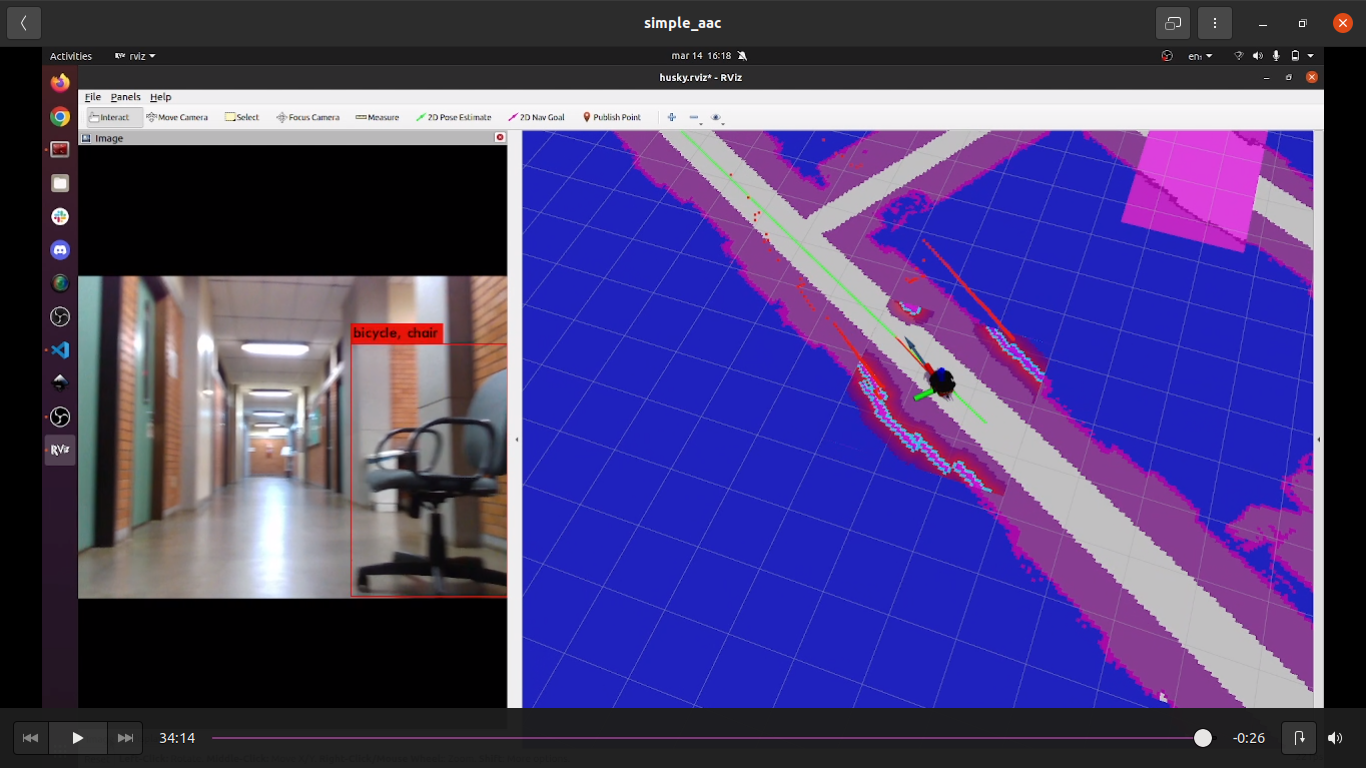 simple_aac
Activities
rviz
mar 14 16:18
en₁
husky.rviz* - RViz
File Panels Help
Interact
Move Camera
Select
Focus Camera
Measure
2D Pose Estimate
2D Nav Goal
Publish Point
Image
bicycle, chair
RViz
34:14
-0:26